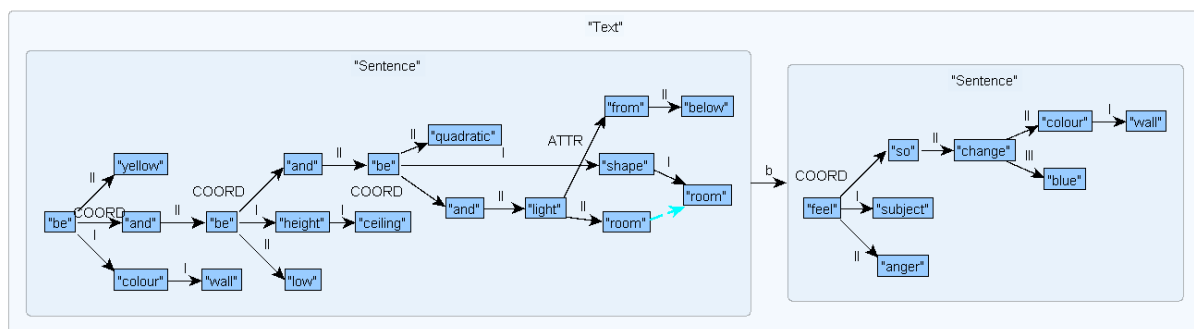 "Text"
"Sentence"
"Sentence"
"from" II "below"
"quadratic"
II
ATTR
II "colour" I "wall"
"yellow"
"and" II "be" I "shape" I
"so" II "change"
II
COORD
COORD
"room"
b
COORD
III "blue"
"be" COORD "and" II "be" I "height" I "ceiling"
"and" II "light" II "room"
"feel" I "subject"
I
II
II
"colour" I "wall"
"low"
"anger"